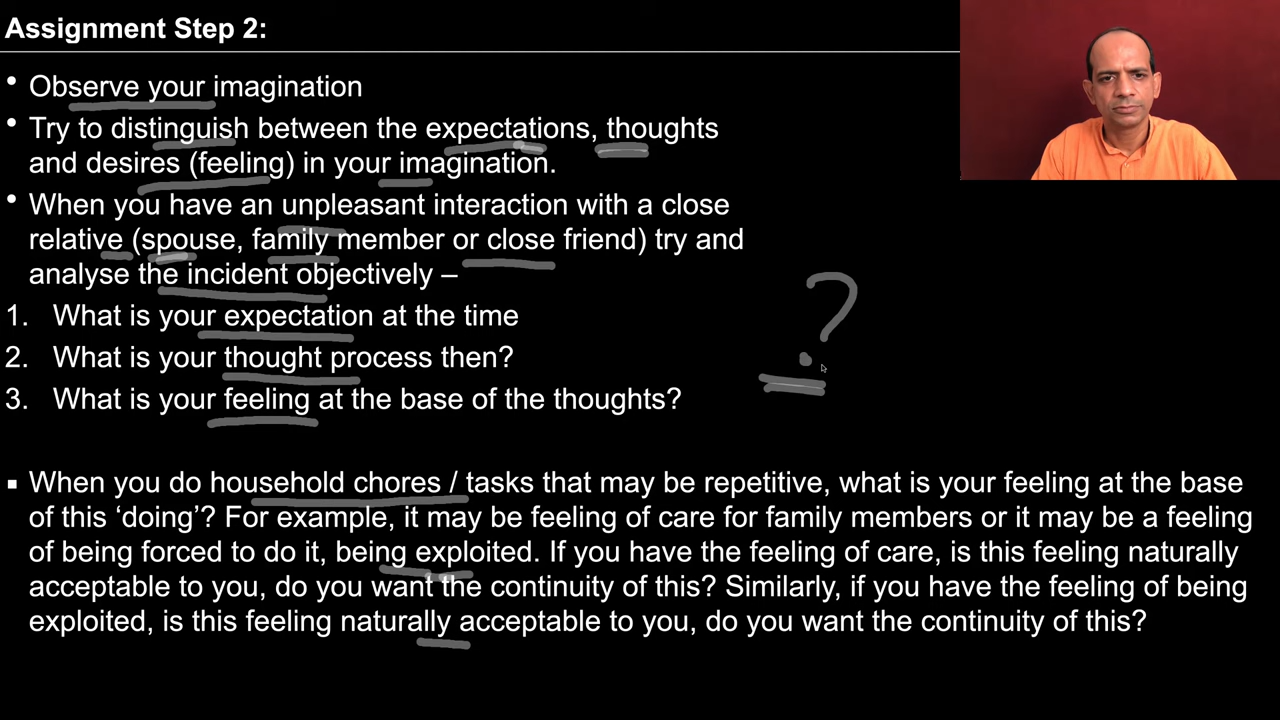 Assignment Step 2:
• Observe your imagination
• Try to distinguish between the expectations, thoughts
and desires (feeling) in your imagination.
• When you have an unpleasant interaction with a close
relative (spouse, family member or close friend) try and
analyse the incident objectively –
1. What is your expectation at the time
2. What is your thought process then?
3. What is your feeling at the base of the thoughts?
?
▪ When you do household chores / tasks that may be repetitive, what is your feeling at the base
of this ‘doing’? For example, it may be feeling of care for family members or it may be a feeling
of being forced to do it, being exploited. If you have the feeling of care, is this feeling naturally
acceptable to you, do you want the continuity of this? Similarly, if you have the feeling of being
exploited, is this feeling naturally acceptable to you, do you want the continuity of this?